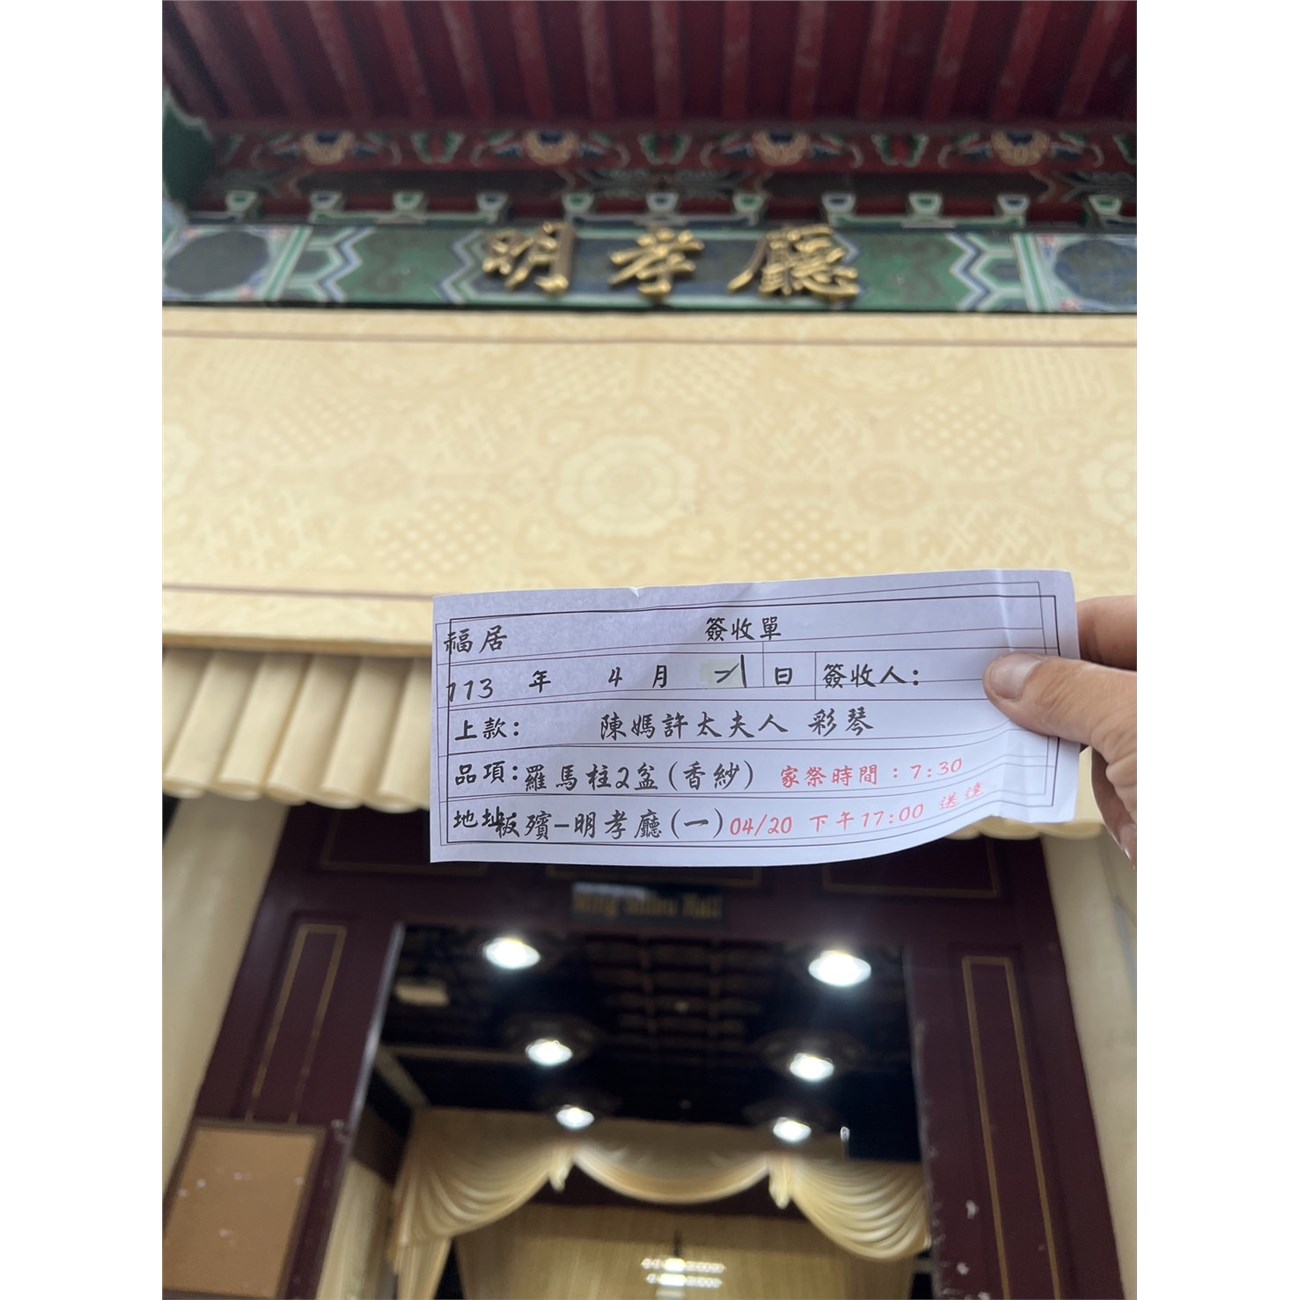 明孝廳
福居 簽收單
113 年 4 月 21 日 簽收人:
上款: 陳媽許太夫人 彩琴
品項:羅馬柱2盆(香紗) 家祭時間:7:30
地址板殯-明孝廳(一)04/20 下午17:00 送達
Hall